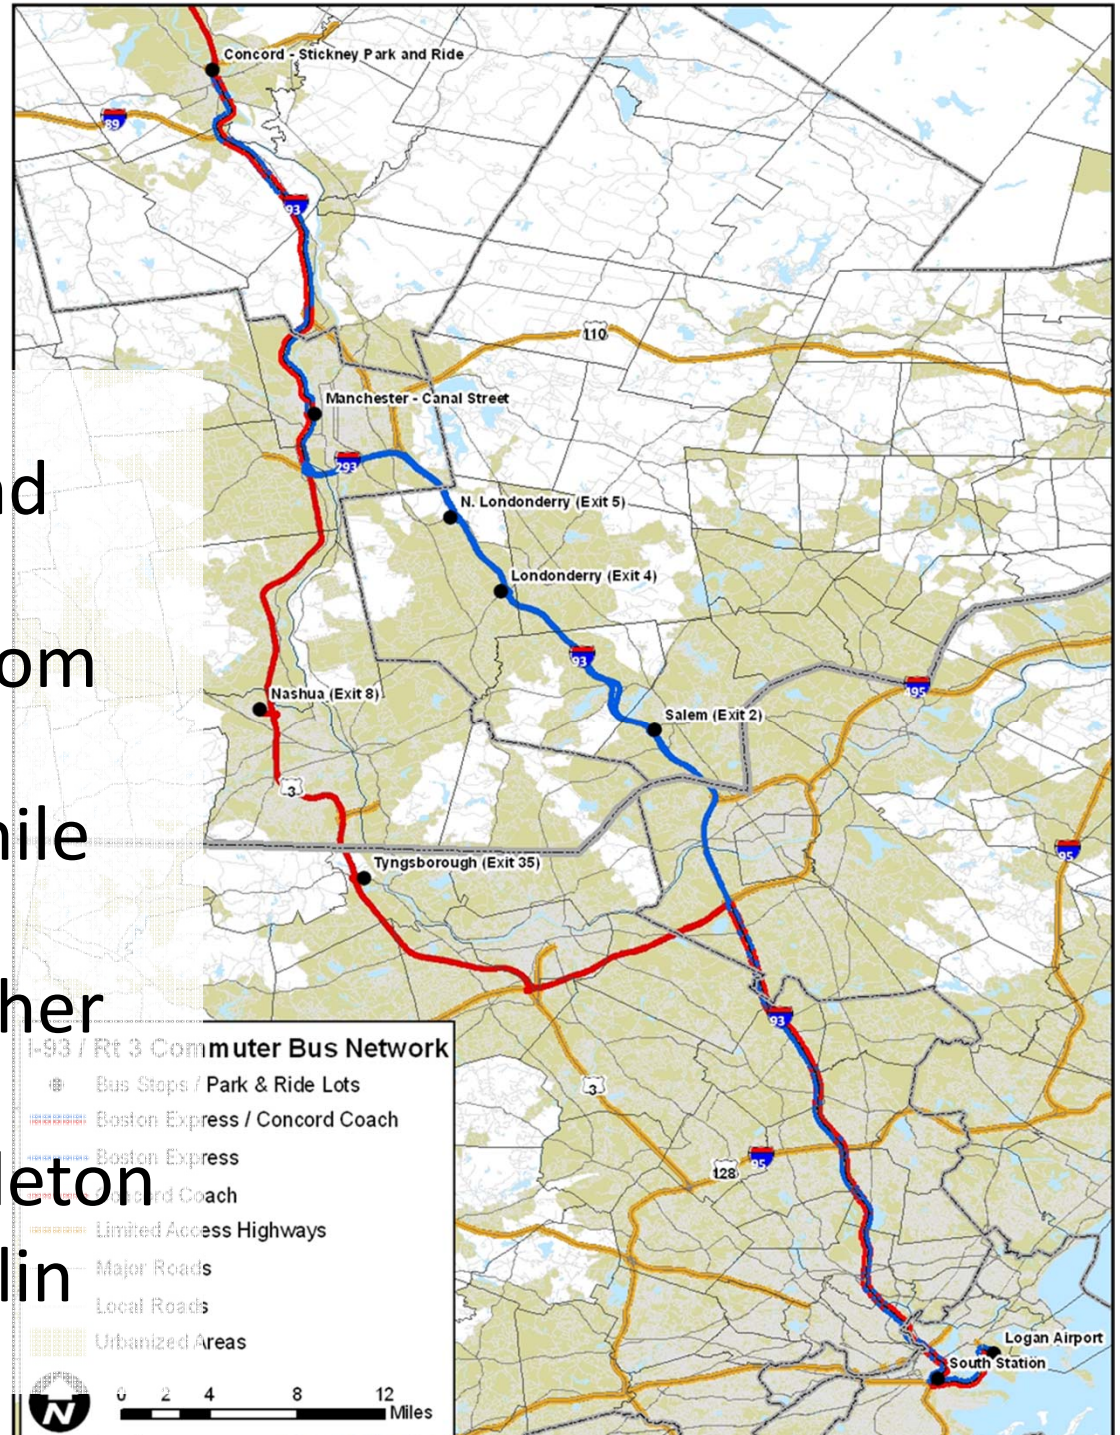 Concord - Stickney Park and Ride
89
93
110
Manchester - Canal Street
293
nd
N. Londonderry (Exit 5)
Londonderry (Exit 4)
om
93
Nashua (Exit 8)
495
Salem (Exit 2)
3
nile
95
Tyngsborough (Exit 35)
her
93
I-93 / Rt 3 Commuter Bus Network
Bus Stops / Park & Ride Lots
3
Boston Express / Concord Coach
Boston Express
95
128
leton
Concord Coach
Limited Access Highways
lin
Major Roads
Local Roads
Urbanized Areas
Logan Airport
South Station
N
0 2 4 8 12
Miles